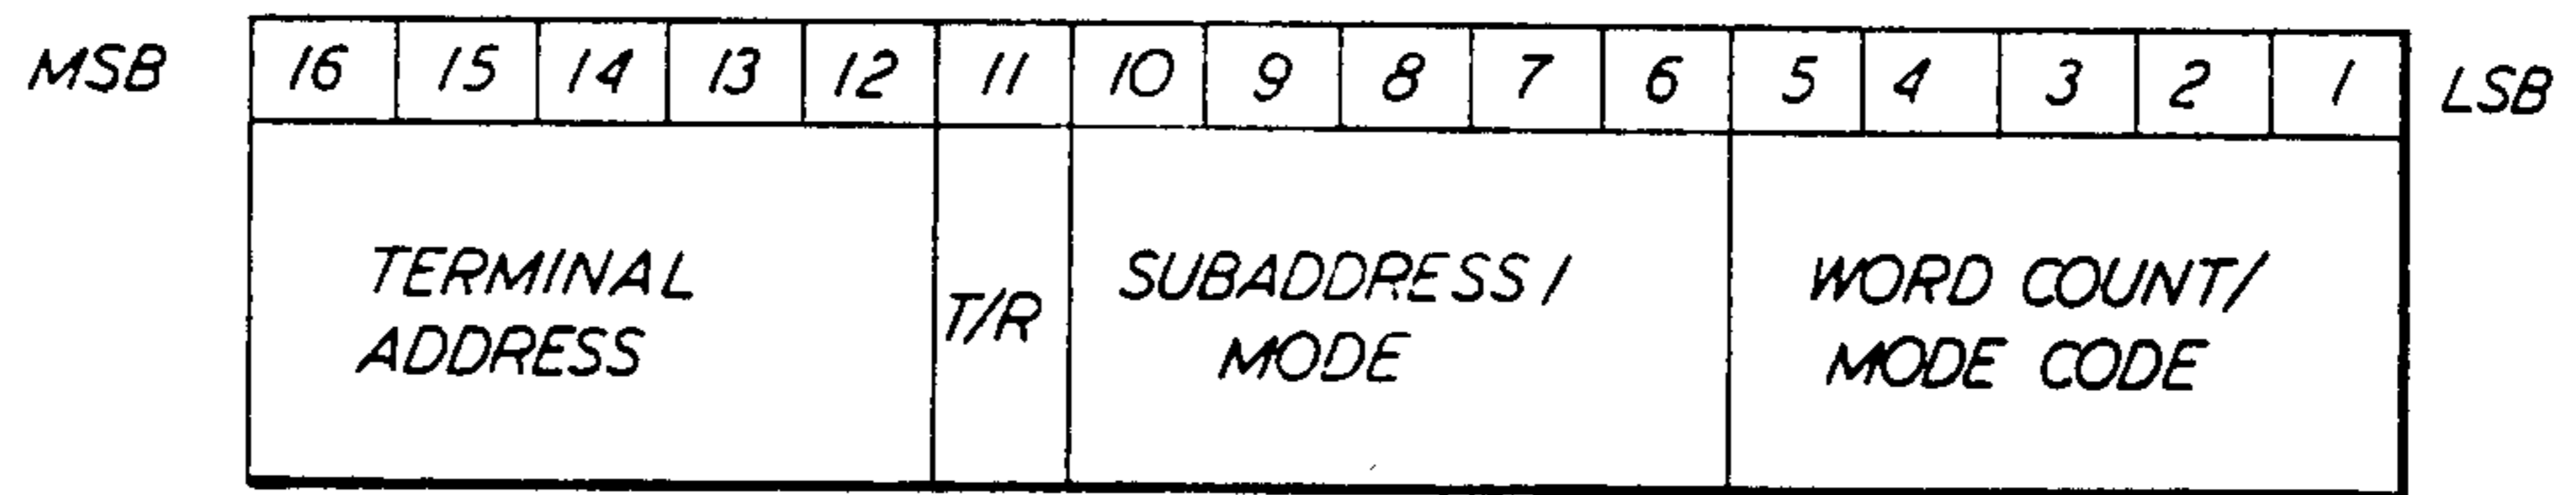 MSB 16 15 14 13 12 11 10 9 8 7 6 5 4 3 2 1 LSB
TERMINAL
ADDRESS
T/R
SUBADDRESS/
MODE
WORD COUNT/
MODE CODE